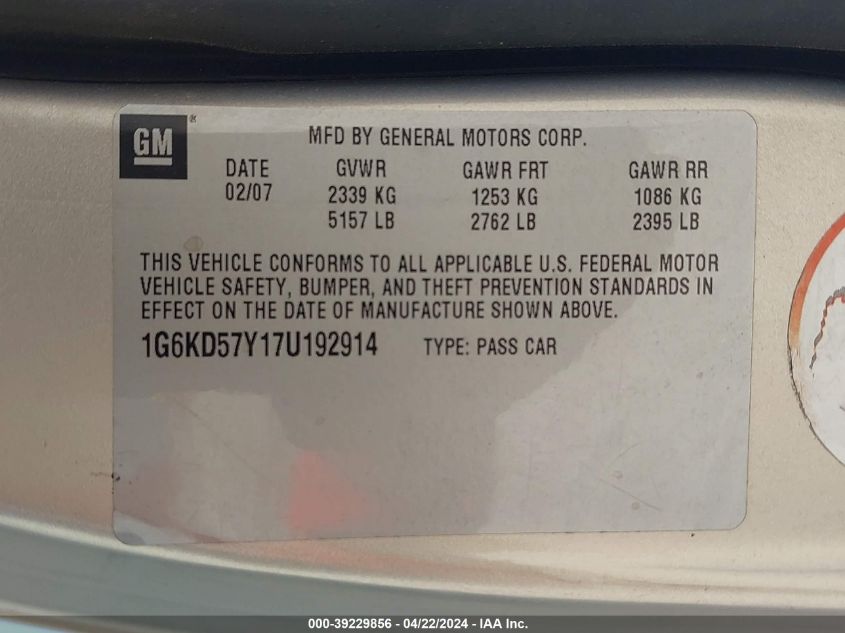 GM®
MFD BY GENERAL MOTORS CORP.
DATE GVWR GAWR FRT GAWR RR
02/07 2339 KG 1253 KG 1086 KG
5157 LB 2762 LB 2395 LB
THIS VEHICLE CONFORMS TO ALL APPLICABLE U.S. FEDERAL MOTOR
VEHICLE SAFETY, BUMPER, AND THEFT PREVENTION STANDARDS IN
EFFECT ON THE DATE OF MANUFACTURE SHOWN ABOVE.
1G6KD57Y17U192914 TYPE: PASS CAR
000-39229856 - 04/22/2024 - IAA Inc.